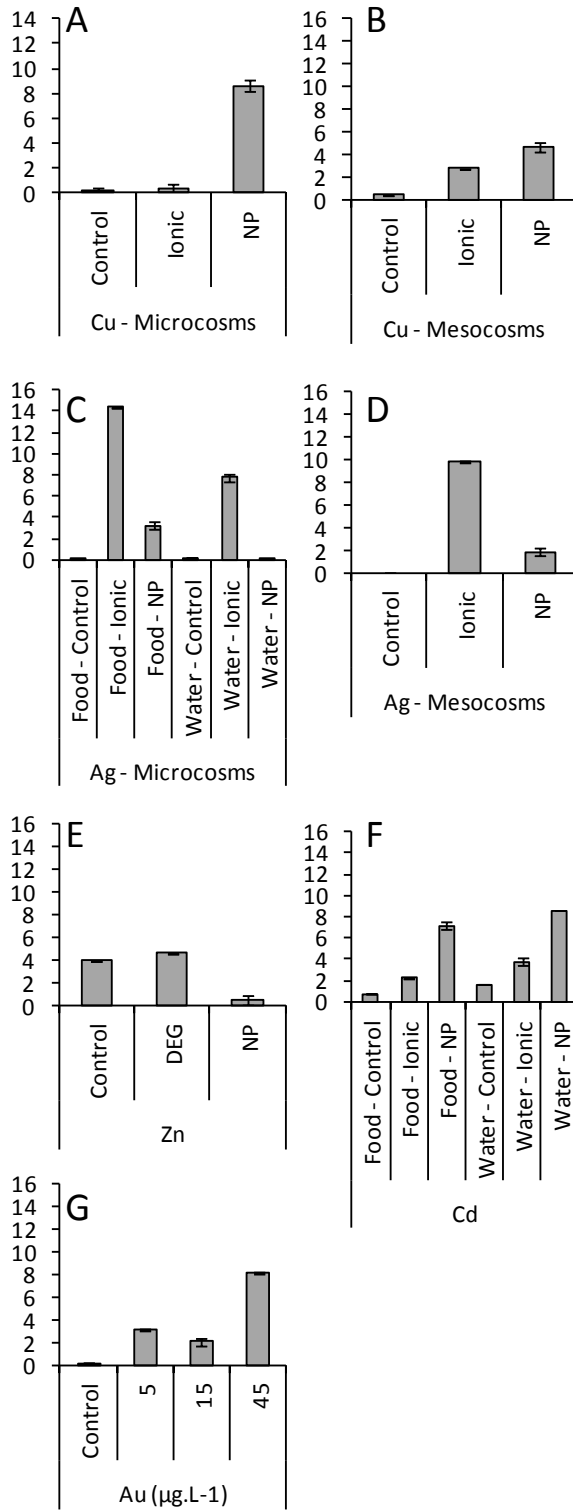 A
14
12
10
8
6
4
2
0
Control
Ionic
NP
Cu - Microcosms
B
16
14
12
10
8
6
4
2
0
Control
Ionic
NP
Cu - Mesocosms
C
16
14
12
10
8
6
4
2
0
Food - Control
Food - Ionic
Food - NP
Water - Control
Water - Ionic
Water - NP
Ag - Microcosms
D
16
14
12
10
8
6
4
2
0
Control
Ionic
NP
Ag - Mesocosms
E
16
14
12
10
8
6
4
2
0
Control
DEG
NP
Zn
F
16
14
12
10
8
6
4
2
0
Food - Control
Food - Ionic
Food - NP
Water - Control
Water - Ionic
Water - NP
Cd
G
16
14
12
10
8
6
4
2
0
Control
5
15
45
Au (µg.L-1)